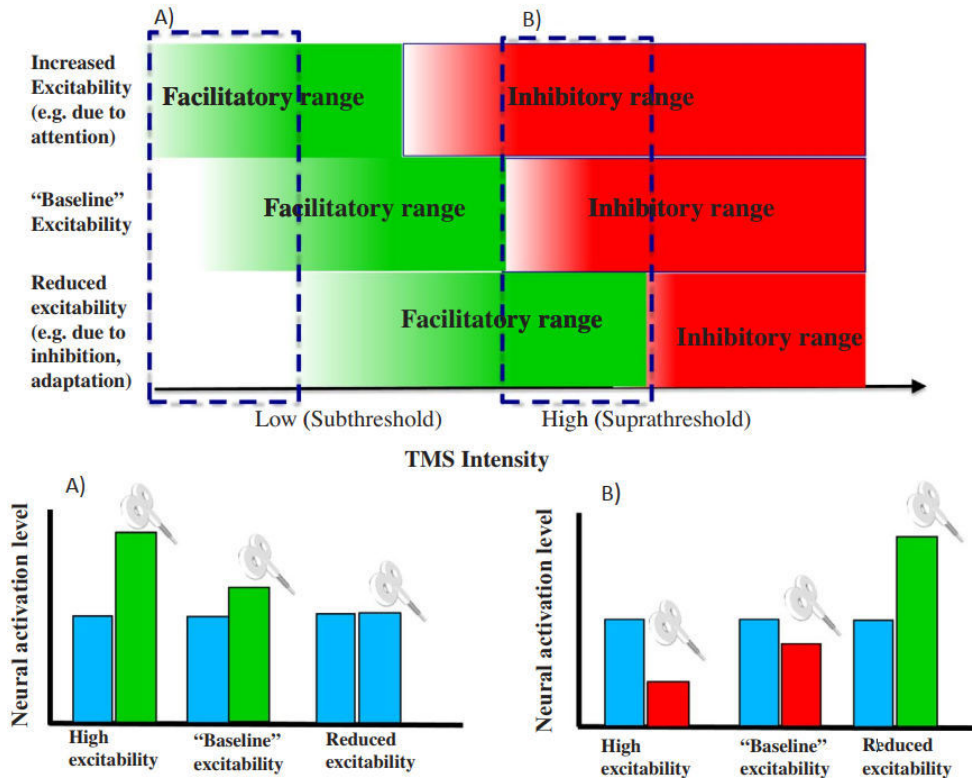 A)
B)
Increased
Excitability
(e.g. due to
attention)
Facilitatory range
Inhibitory range
“Baseline”
Excitability
Facilitatory range
Inhibitory range
Reduced
excitability
(e.g. due to
inhibition,
adaptation)
Facilitatory range
Inhibitory range
Low (Subthreshold)
High (Suprathreshold)
TMS Intensity
A)
Neural activation level
High
excitability
“Baseline”
excitability
Reduced
excitability
B)
Neural activation level
High
excitability
“Baseline”
excitability
Reduced
excitability